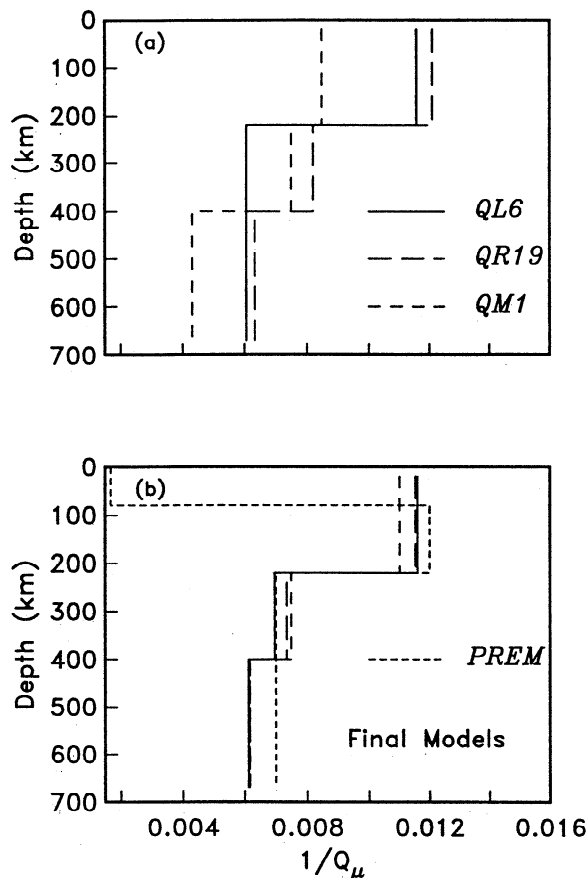 0
100
200
300
400
500
600
700
Depth (km)
(a)
QL6
QR19
QM1
0
100
200
300
400
500
600
700
Depth (km)
(b)
PREM
Final Models
0.004
0.008
0.012
0.016
1/Qμ